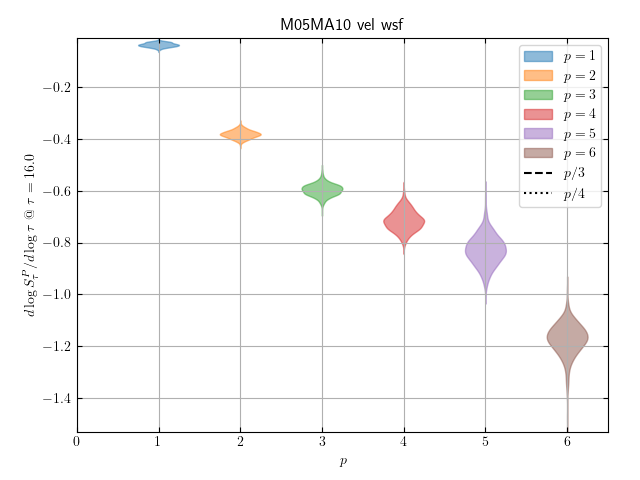 M05MA10 vel wsf
d log S_τ^P / d log τ @ τ = 16.0
−0.2
−0.4
−0.6
−0.8
−1.0
−1.2
−1.4
0 1 2 3 4 5 6
p
p = 1
p = 2
p = 3
p = 4
p = 5
p = 6
p/3
p/4